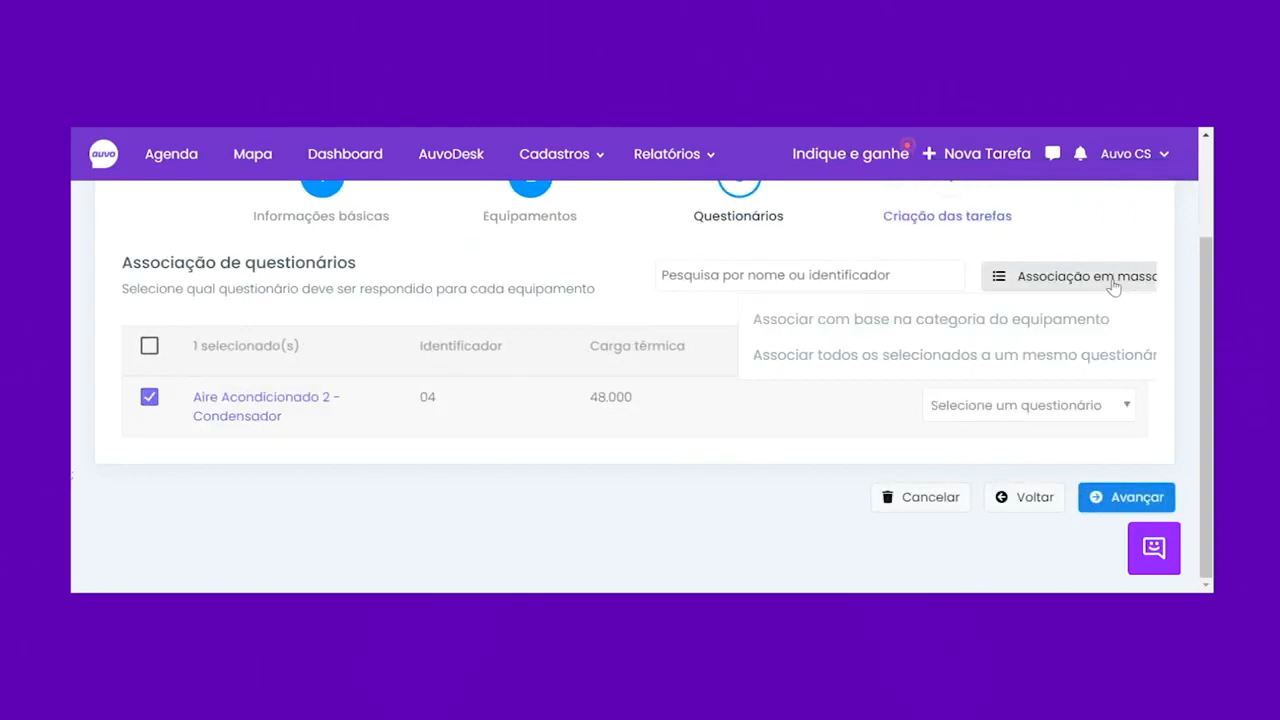 auvo
Agenda
Mapa
Dashboard
AuvoDesk
Cadastros
Relatórios
Indique e ganhe
Nova Tarefa
Auvo CS
Informações básicas
Equipamentos
Questionários
Criação das tarefas
Associação de questionários
Selecione qual questionário deve ser respondido para cada equipamento
Pesquisa por nome ou identificador
Associação em massa
Associar com base na categoria do equipamento
Associar todos os selecionados a um mesmo questionár
1 selecionado(s)
Identificador
Carga térmica
Aire Acondicionado 2 -
Condensador
04
48.000
Selecione um questionário
Cancelar
Voltar
Avançar